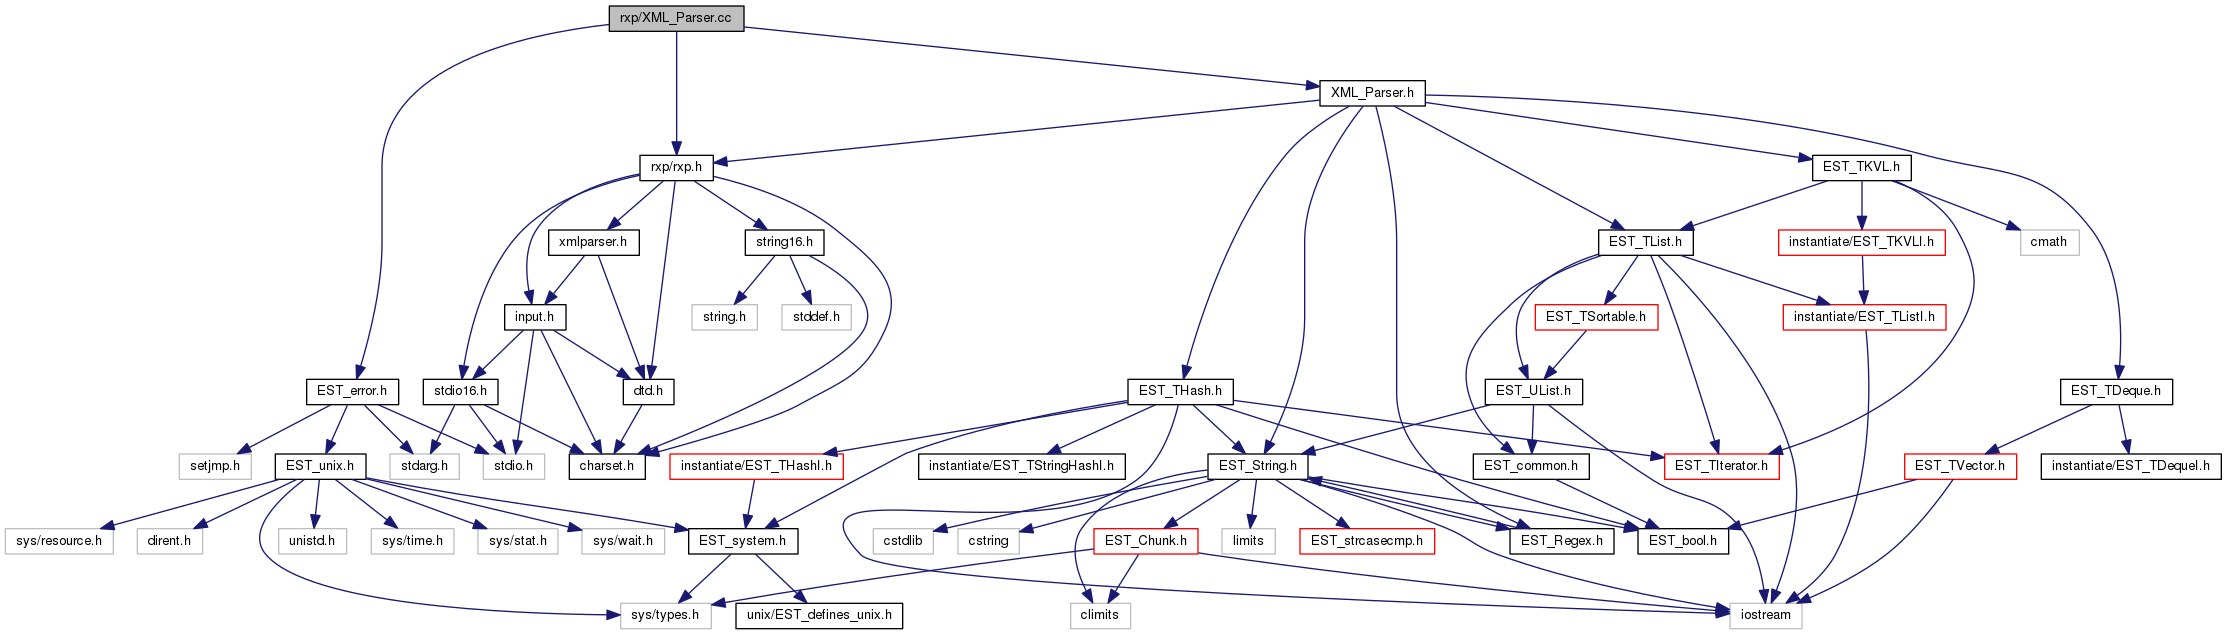 rxp/XML_Parser.cc
XML_Parser.h
rxp/rxp.h
EST_TKVL.h
xmlparser.h
string16.h
EST_TList.h
instantiate/EST_TKVLI.h
cmath
input.h
string.h
stddef.h
EST_TSortable.h
instantiate/EST_TListI.h
EST_error.h
stdio16.h
dtd.h
EST_THash.h
EST_UList.h
EST_TDeque.h
setjmp.h
EST_unix.h
stdarg.h
stdio.h
charset.h
instantiate/EST_THashI.h
instantiate/EST_TStringHashI.h
EST_String.h
EST_common.h
EST_TIterator.h
EST_TVector.h
instantiate/EST_TDequeI.h
sys/resource.h
dirent.h
unistd.h
sys/time.h
sys/stat.h
sys/wait.h
EST_system.h
cstdlib
cstring
EST_Chunk.h
limits
EST_strcasecmp.h
EST_Regex.h
EST_bool.h
sys/types.h
unix/EST_defines_unix.h
climits
iostream